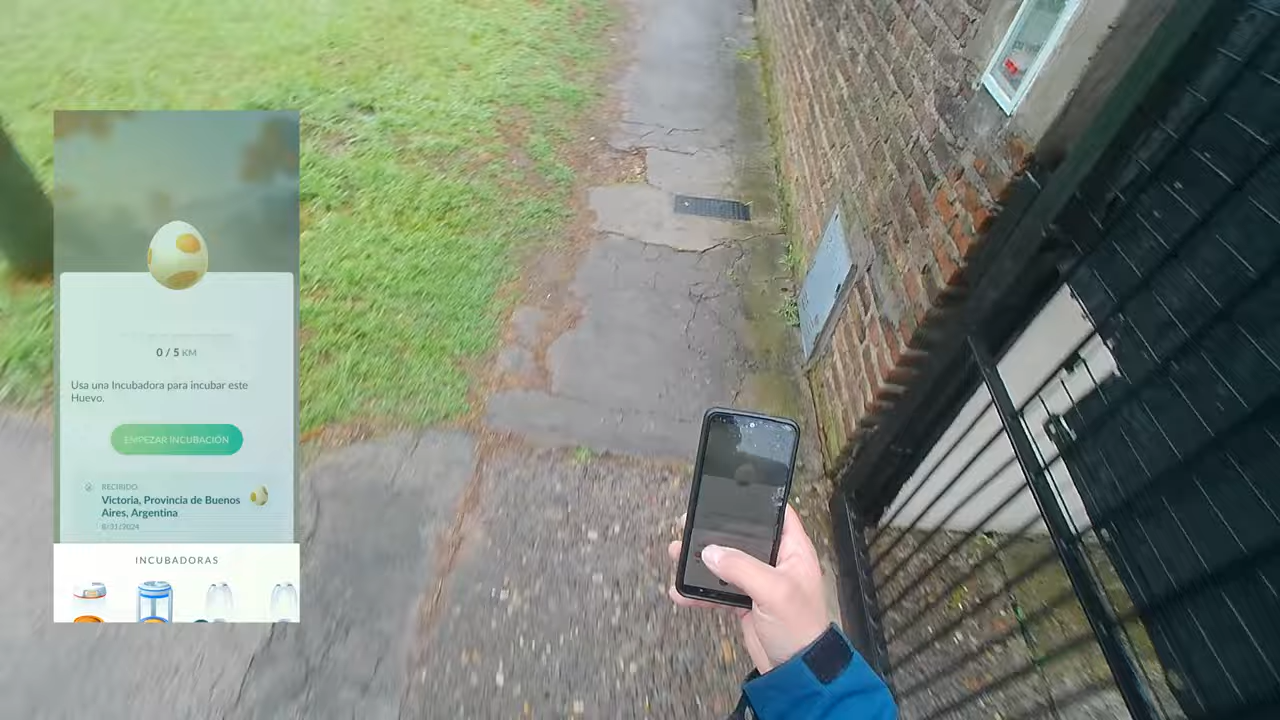 0 / 5 KM
Usa una Incubadora para incubar este
Huevo.
EMPEZAR INCUBACIÓN
RECIBIDO:
Victoria, Provincia de Buenos
Aires, Argentina
8/31/2024
INCUBADORAS